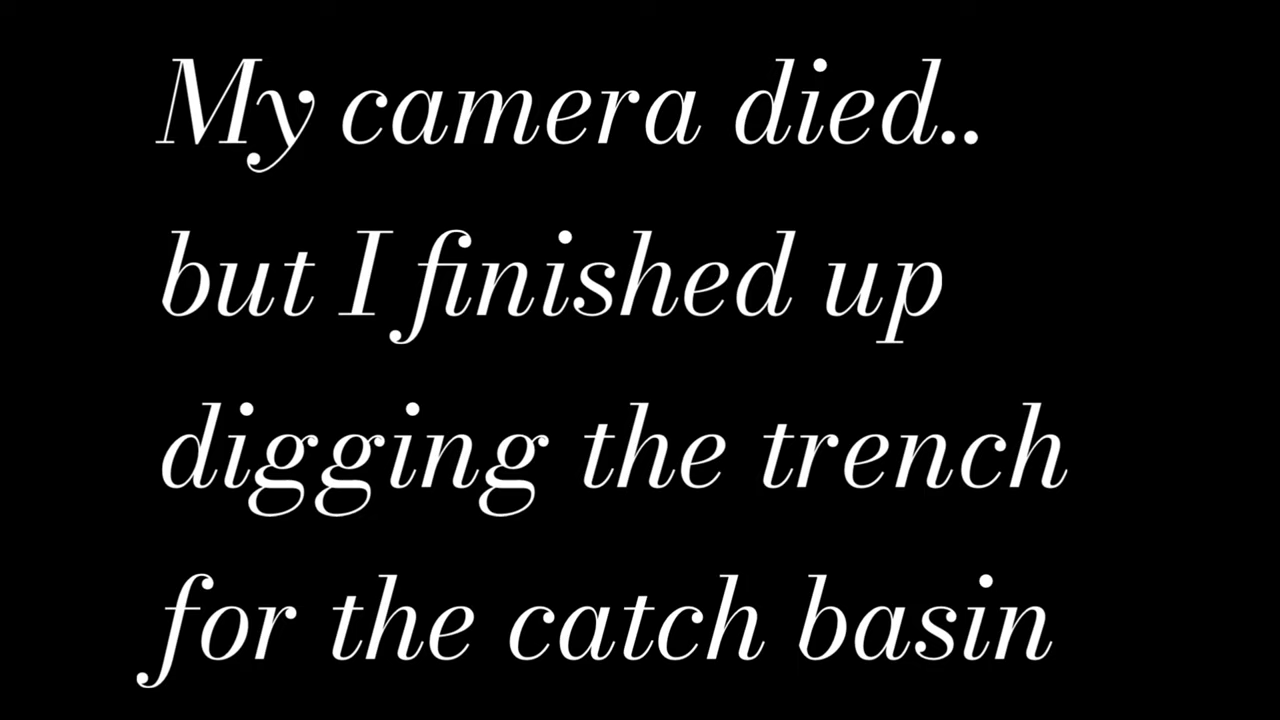 My camera died..
but I finished up
digging the trench
for the catch basin